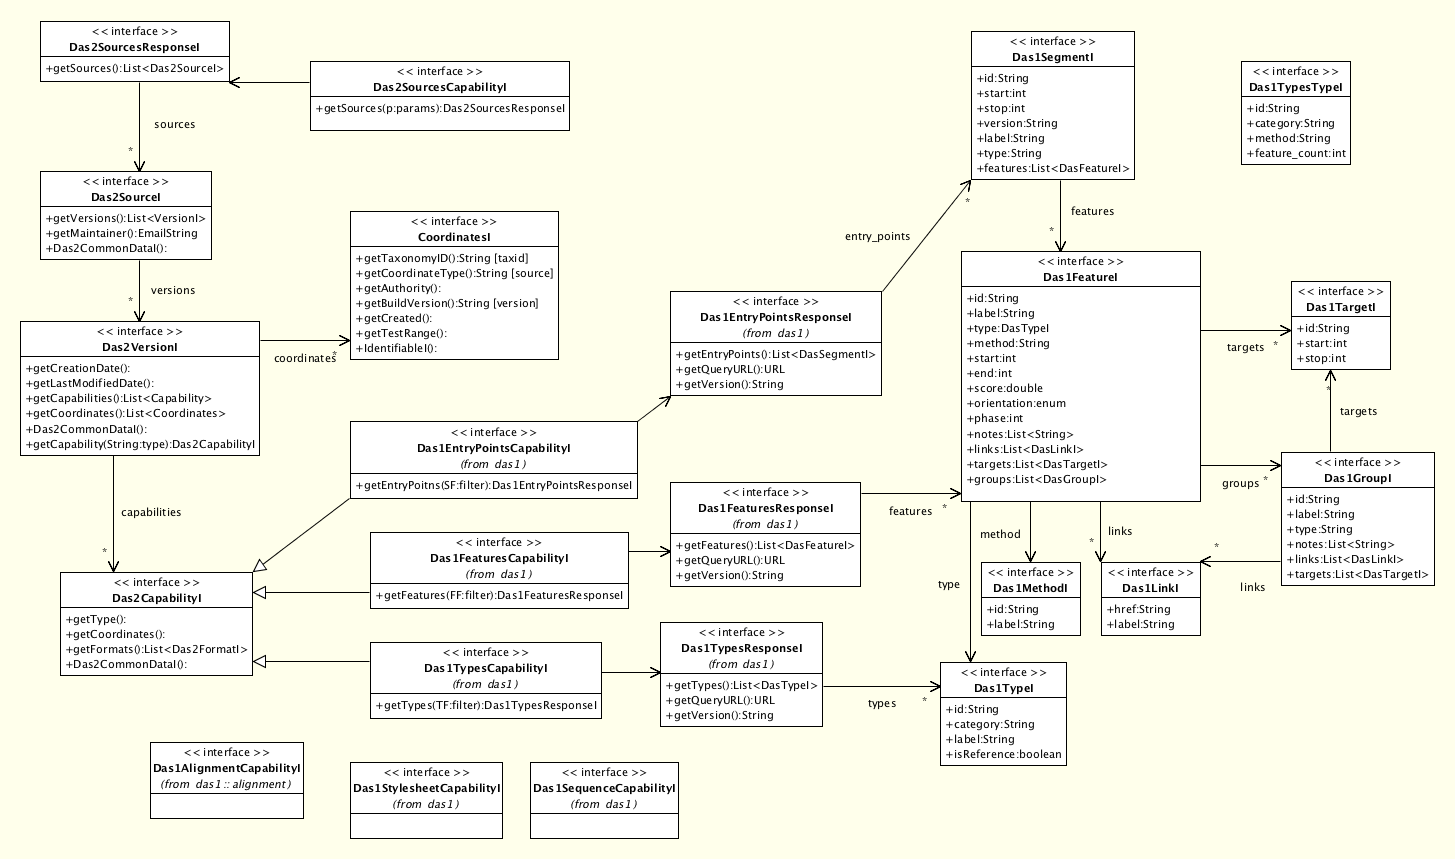 << interface >>
Das2SourcesResponseI
+getSources():List<Das2SourceI>
<< interface >>
Das2SourcesCapabilityI
+getSources(p:params):Das2SourcesResponseI
sources
*
<< interface >>
Das2SourceI
+getVersions():List<VersionI>
+getMaintainer():EmailString
+Das2CommonDataI():
versions
*
<< interface >>
Das2VersionI
+getCreationDate():
+getLastModifiedDate():
+getCapabilities():List<Capability>
+getCoordinates():List<Coordinates>
+Das2CommonDataI():
+getCapability(String:type):Das2CapabilityI
coordinates
*
<< interface >>
CoordinatesI
+getTaxonomyID():String [taxid]
+getCoordinateType():String [source]
+getAuthority():
+getBuildVersion():String [version]
+getCreated():
+getTestRange():
+IdentifiableI():
capabilities
*
<< interface >>
Das2CapabilityI
+getType():
+getCoordinates():
+getFormats():List<Das2FormatI>
+Das2CommonDataI():
<< interface >>
Das1EntryPointsCapabilityI
(from das1)
+getEntryPoitns(SF:filter):Das1EntryPointsResponseI
<< interface >>
Das1FeaturesCapabilityI
(from das1)
+getFeatures(FF:filter):Das1FeaturesResponseI
<< interface >>
Das1TypesCapabilityI
(from das1)
+getTypes(TF:filter):Das1TypesResponseI
<< interface >>
Das1AlignmentCapabilityI
(from das1::alignment)
<< interface >>
Das1StylesheetCapabilityI
(from das1)
<< interface >>
Das1SequenceCapabilityI
(from das1)
<< interface >>
Das1EntryPointsResponseI
(from das1)
+getEntryPoints():List<DasSegmentI>
+getQueryURL():URL
+getVersion():String
entry_points
*
<< interface >>
Das1FeaturesResponseI
(from das1)
+getFeatures():List<DasFeatureI>
+getQueryURL():URL
+getVersion():String
features
*
<< interface >>
Das1TypesResponseI
(from das1)
+getTypes():List<DasTypeI>
+getQueryURL():URL
+getVersion():String
types
*
<< interface >>
Das1SegmentI
+id:String
+start:int
+stop:int
+version:String
+label:String
+type:String
+features:List<DasFeatureI>
features
*
<< interface >>
Das1TypesTypeI
+id:String
+category:String
+method:String
+feature_count:int
<< interface >>
Das1FeatureI
+id:String
+label:String
+type:DasTypeI
+method:String
+start:int
+end:int
+score:double
+orientation:enum
+phase:int
+notes:List<String>
+links:List<DasLinkI>
+targets:List<DasTargetI>
+groups:List<DasGroupI>
targets
*
<< interface >>
Das1TargetI
+id:String
+start:int
+stop:int
*
targets
groups
*
<< interface >>
Das1GroupI
+id:String
+label:String
+type:String
+notes:List<String>
+links:List<DasLinkI>
+targets:List<DasTargetI>
method
links
*
*
links
type
<< interface >>
Das1MethodI
+id:String
+label:String
<< interface >>
Das1LinkI
+href:String
+label:String
<< interface >>
Das1TypeI
+id:String
+category:String
+label:String
+isReference:boolean